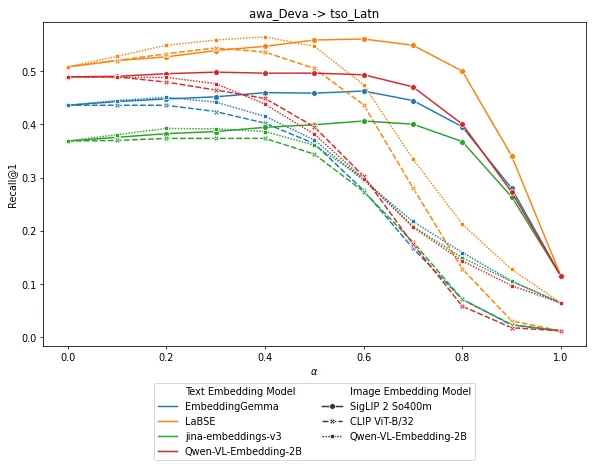 awa_Deva -> tso_Latn
Recall@1
0.5
0.4
0.3
0.2
0.1
0.0
0.0 0.2 0.4 0.6 0.8 1.0
α
Text Embedding Model Image Embedding Model
EmbeddingGemma SigLIP 2 So400m
LaBSE CLIP ViT-B/32
jina-embeddings-v3 Qwen-VL-Embedding-2B
Qwen-VL-Embedding-2B